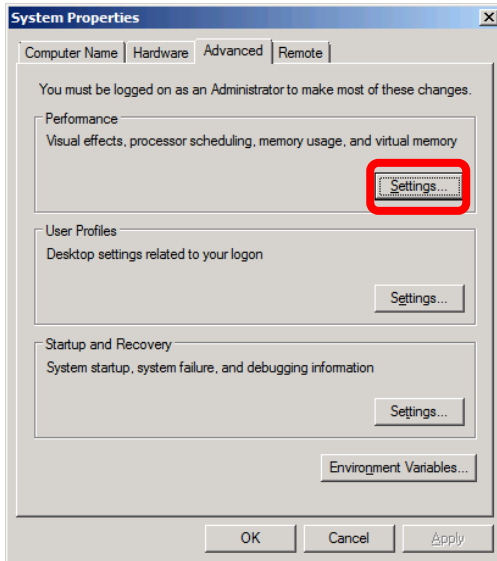 System Properties
Computer Name Hardware Advanced Remote
You must be logged on as an Administrator to make most of these changes.
Performance
Visual effects, processor scheduling, memory usage, and virtual memory
Settings...
User Profiles
Desktop settings related to your logon
Settings...
Startup and Recovery
System startup, system failure, and debugging information
Settings...
Environment Variables...
OK Cancel Apply